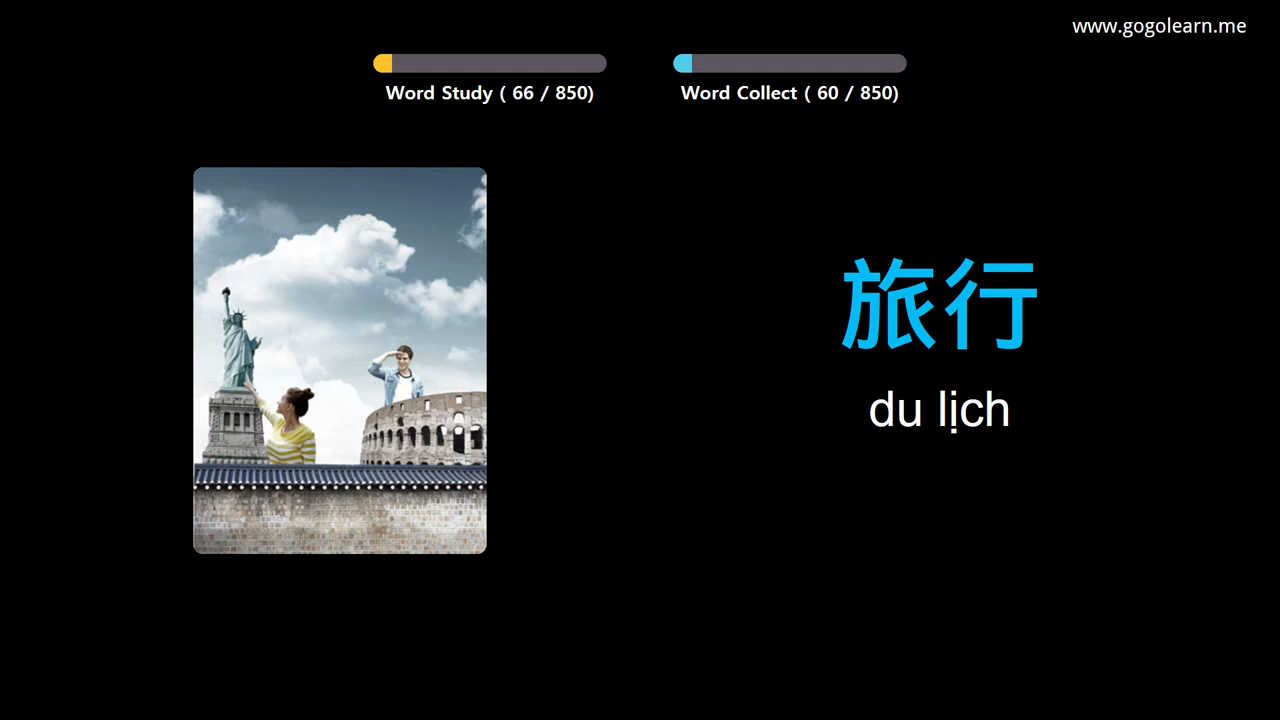 www.gogolearn.me
Word Study ( 66 / 850)
Word Collect ( 60 / 850)
旅行
du lịch